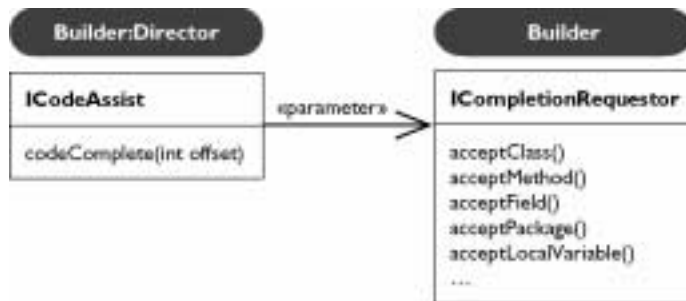 Builder:Director
Builder
ICodeAssist
codeComplete(int offset)
«parameter»
ICompletionRequestor
acceptClass()
acceptMethod()
acceptField()
acceptPackage()
acceptLocalVariable()
...